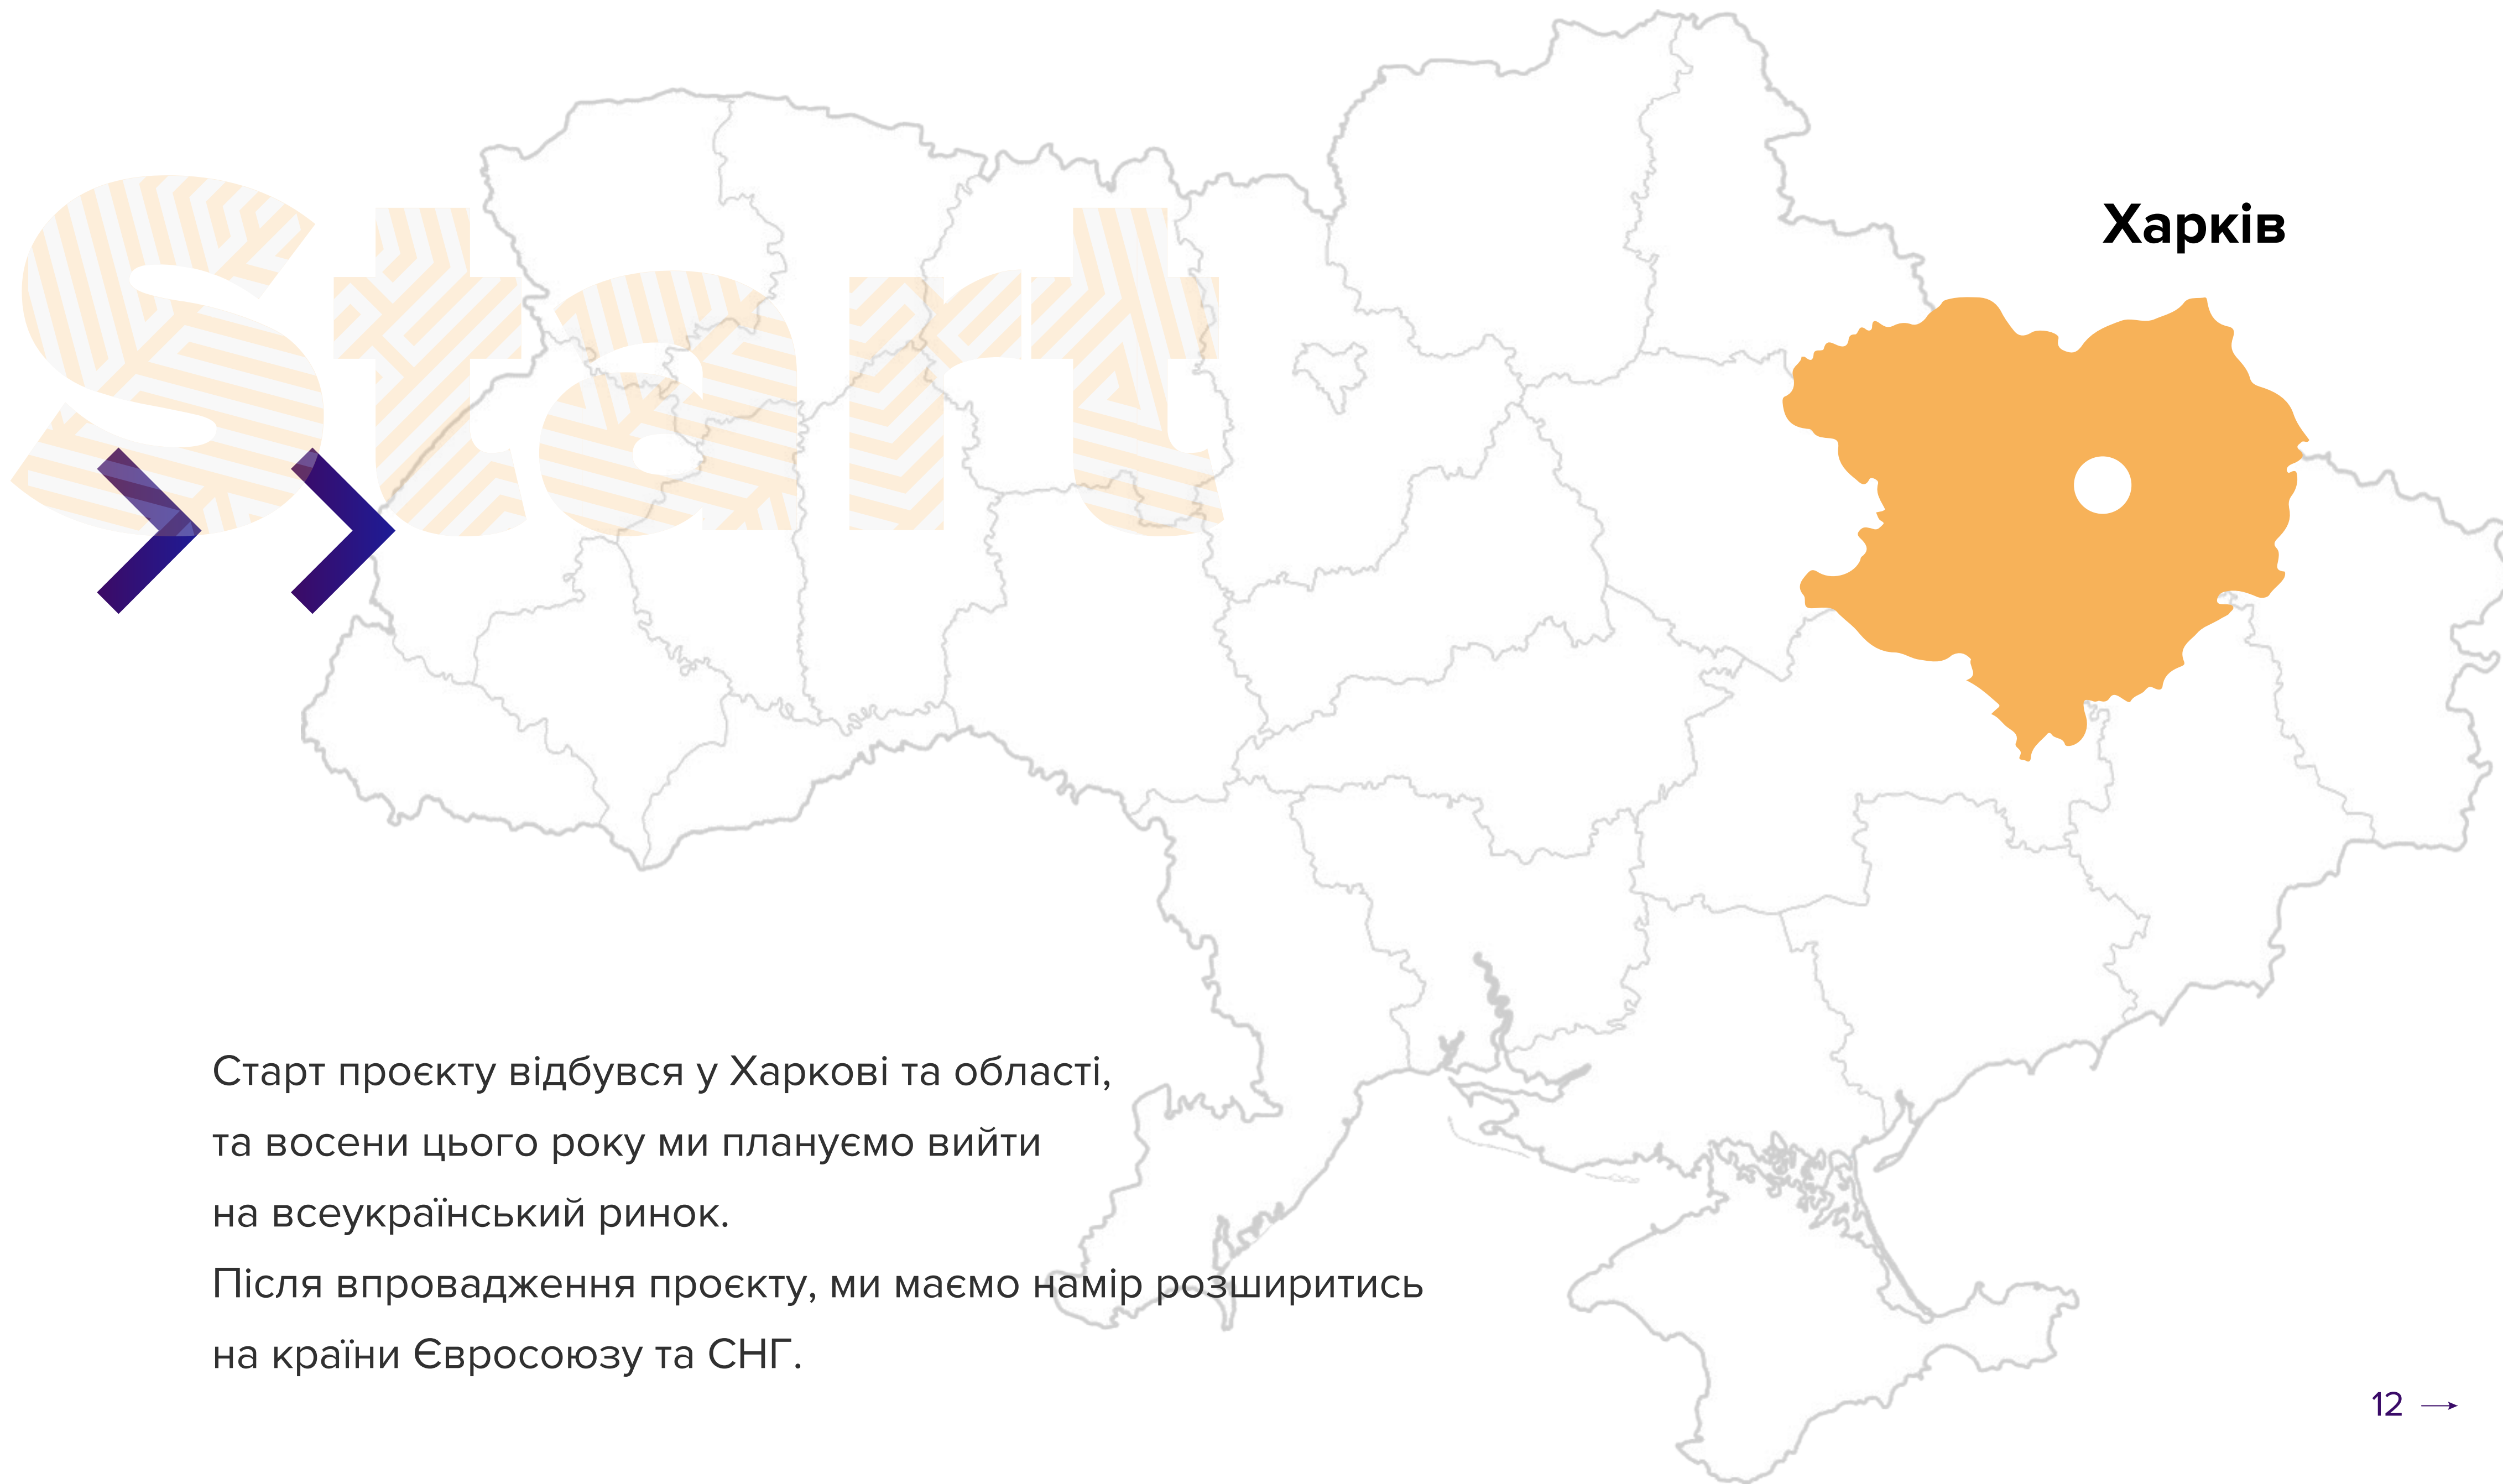 Start
Харків
Старт проєкту відбувся у Харкові та області,
та восени цього року ми плануємо вийти
на всеукраїнський ринок.
Після впровадження проєкту, ми маємо намір розширитись
на країни Євросоюзу та СНГ.
12